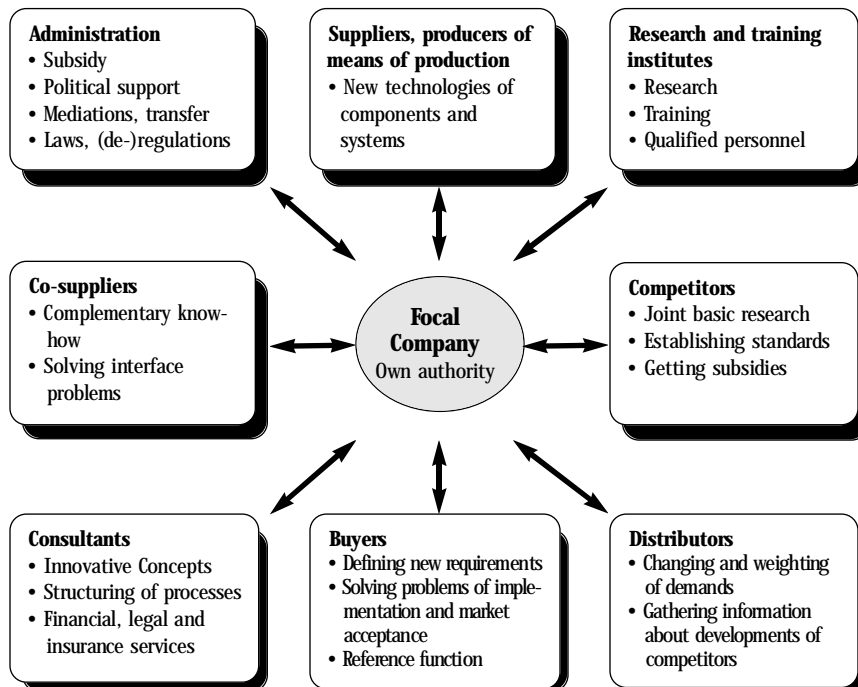 Administration
• Subsidy
• Political support
• Mediations, transfer
• Laws, (de-)regulations
Suppliers, producers of
means of production
• New technologies of
components and
systems
Research and training
institutes
• Research
• Training
• Qualified personnel
Co-suppliers
• Complementary know-
how
• Solving interface
problems
Focal
Company
Own authority
Competitors
• Joint basic research
• Establishing standards
• Getting subsidies
Consultants
• Innovative Concepts
• Structuring of processes
• Financial, legal and
insurance services
Buyers
• Defining new requirements
• Solving problems of imple-
mentation and market
acceptance
• Reference function
Distributors
• Changing and weighting
of demands
• Gathering information
about developments of
competitors